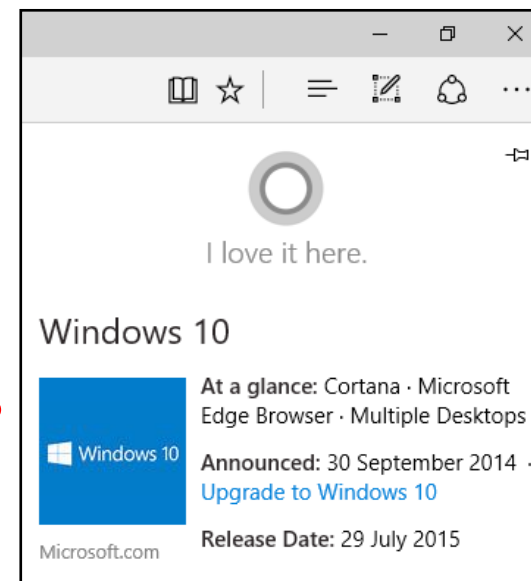 I love it here.
Windows 10
Windows 10
At a glance: Cortana · Microsoft
Edge Browser · Multiple Desktops
Announced: 30 September 2014 ·
Upgrade to Windows 10
Release Date: 29 July 2015
Microsoft.com